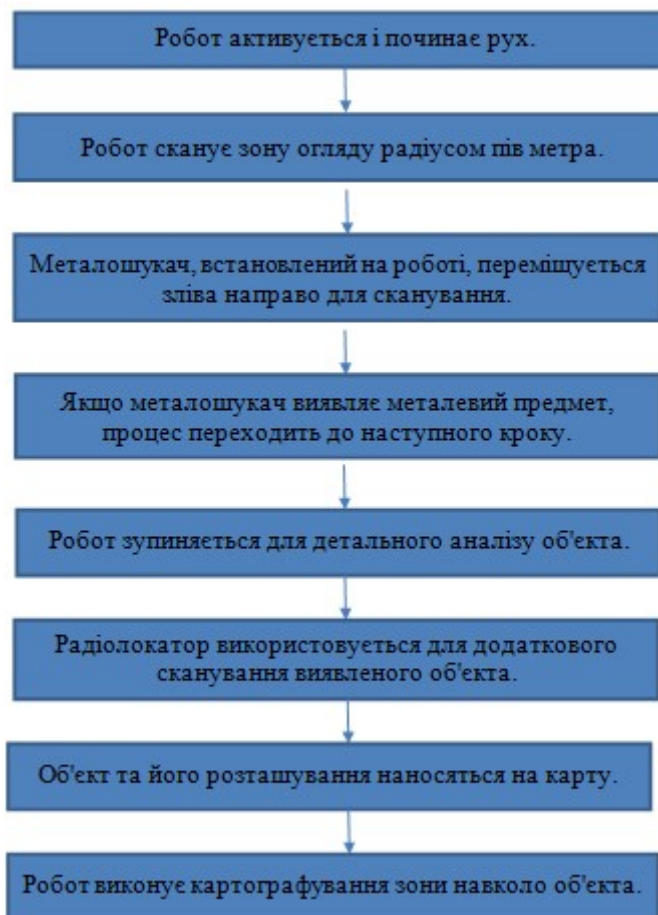 Робот активується і починає рух.
Робот сканує зону огляду радіусом пів метра.
Металошукач, встановлений на роботі, переміщується
зліва направо для сканування.
Якщо металошукач виявляє металевий предмет,
процес переходить до наступного кроку.
Робот зупиняється для детального аналізу об'єкта.
Радіолокатор використовується для додаткового
сканування виявленого об'єкта.
Об'єкт та його розташування наносяться на карту.
Робот виконує картографування зони навколо об'єкта.